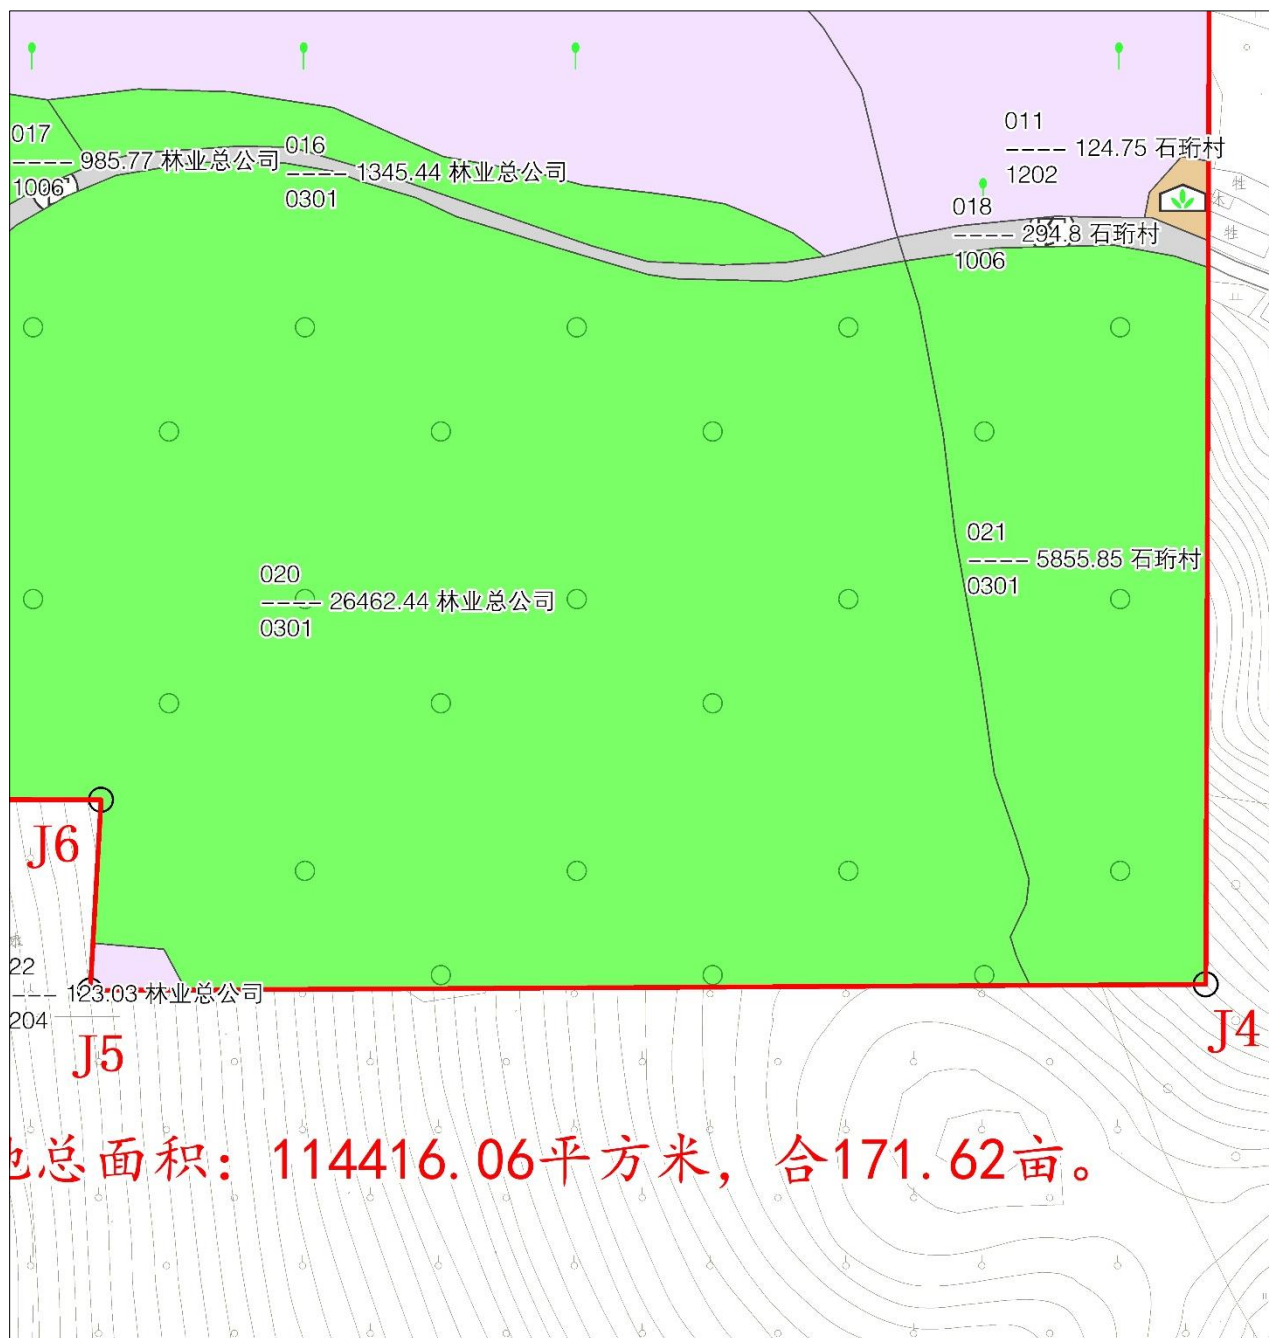 017
---- 985.77 林业总公司
1006
016
---- 1345.44 林业总公司
0301
011
---- 124.75 石珩村
1202
018
---- 294.8 石珩村
1006
牡
牡
021
---- 5855.85 石珩村
0301
020
---- 26462.44 林业总公司
0301
J6
22
--- 123.03 林业总公司
204
J5
J4
总面积：114416.06平方米，合171.62亩。